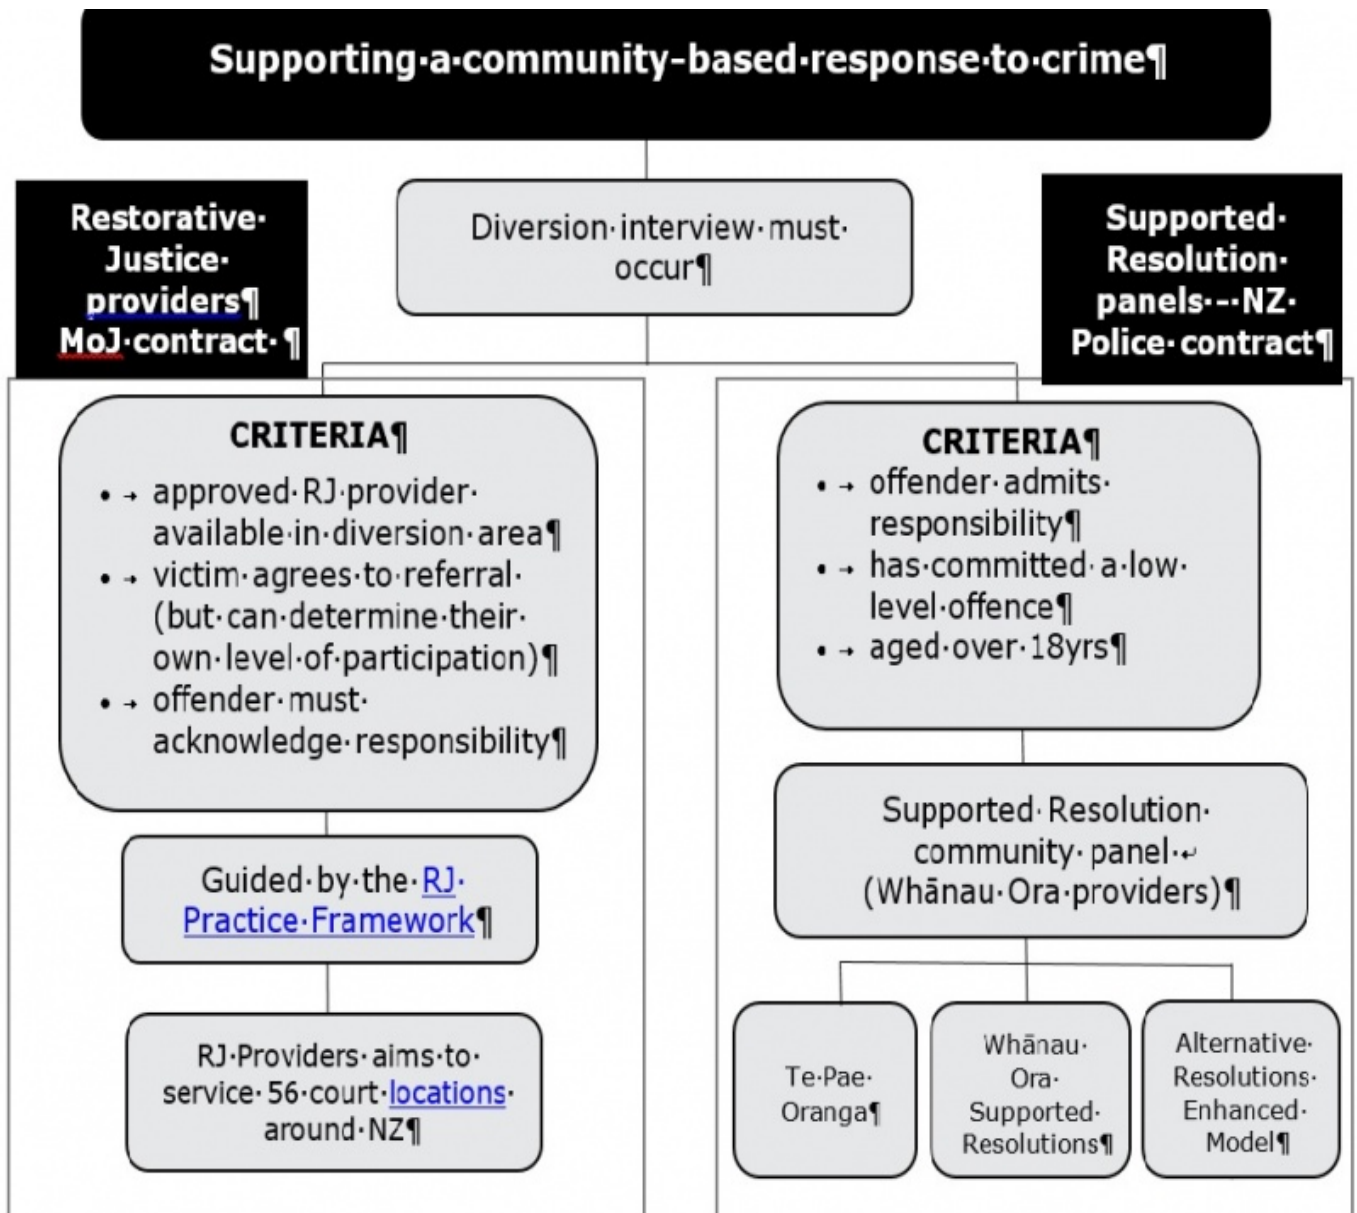 Supporting·a·community-based·response·to·crime¶
Diversion·interview·must·
occur¶
Restorative·
Justice·
providers¶
MoJ·contract·¶
Supported·
Resolution·
panels·–·NZ·
Police·contract¶
CRITERIA¶
• → approved·RJ·provider·
available·in·diversion·area¶
• → victim·agrees·to·referral·
(but·can·determine·their·
own·level·of·participation)¶
• → offender·must·
acknowledge·responsibility¶
Guided·by·the·RJ·
Practice·Framework¶
RJ·Providers·aims·to·
service·56·court·locations·
around·NZ¶
CRITERIA¶
• → offender·admits·
responsibility¶
• → has·committed·a·low·
level·offence¶
• → aged·over·18yrs¶
Supported·Resolution·
community·panel·↵
(Whānau·Ora·providers)¶
Te·Pae·
Oranga¶
Whānau·
Ora·
Supported·
Resolutions¶
Alternative·
Resolutions·
Enhanced·
Model¶